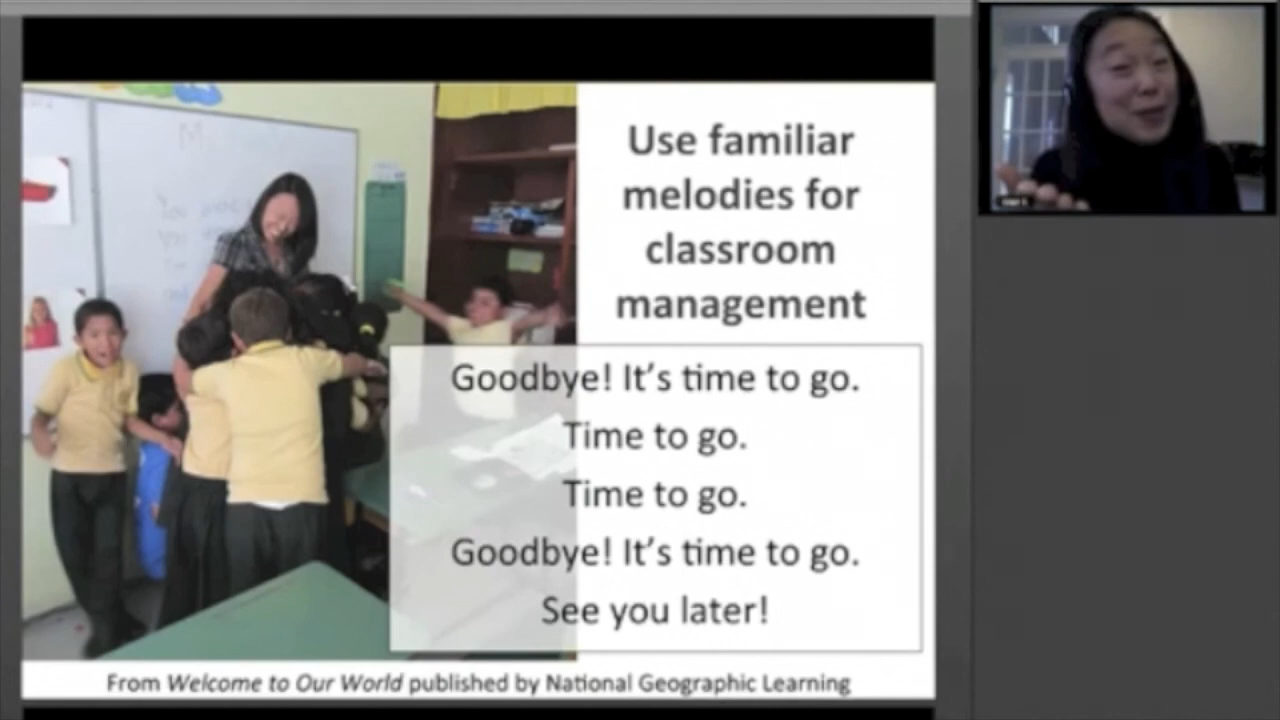 Use familiar
melodies for
classroom
management
Goodbye! It’s time to go.
Time to go.
Time to go.
Goodbye! It’s time to go.
See you later!
From Welcome to Our World published by National Geographic Learning